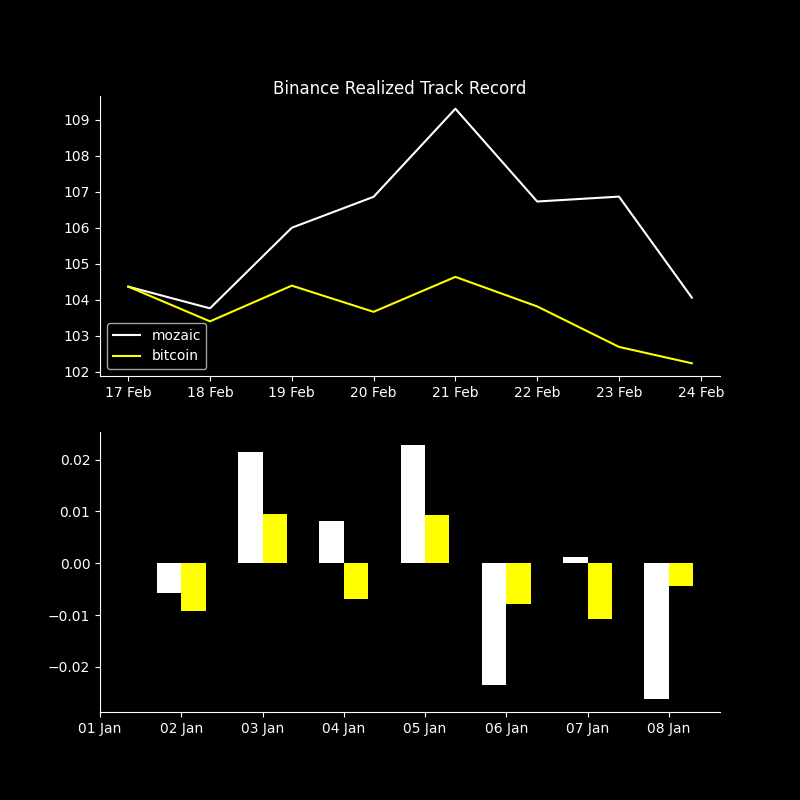 Binance Realized Track Record
109
108
107
106
105
104
103
102
mozaic
bitcoin
17 Feb 18 Feb 19 Feb 20 Feb 21 Feb 22 Feb 23 Feb 24 Feb
0.02
0.01
0.00
−0.01
−0.02
01 Jan 02 Jan 03 Jan 04 Jan 05 Jan 06 Jan 07 Jan 08 Jan